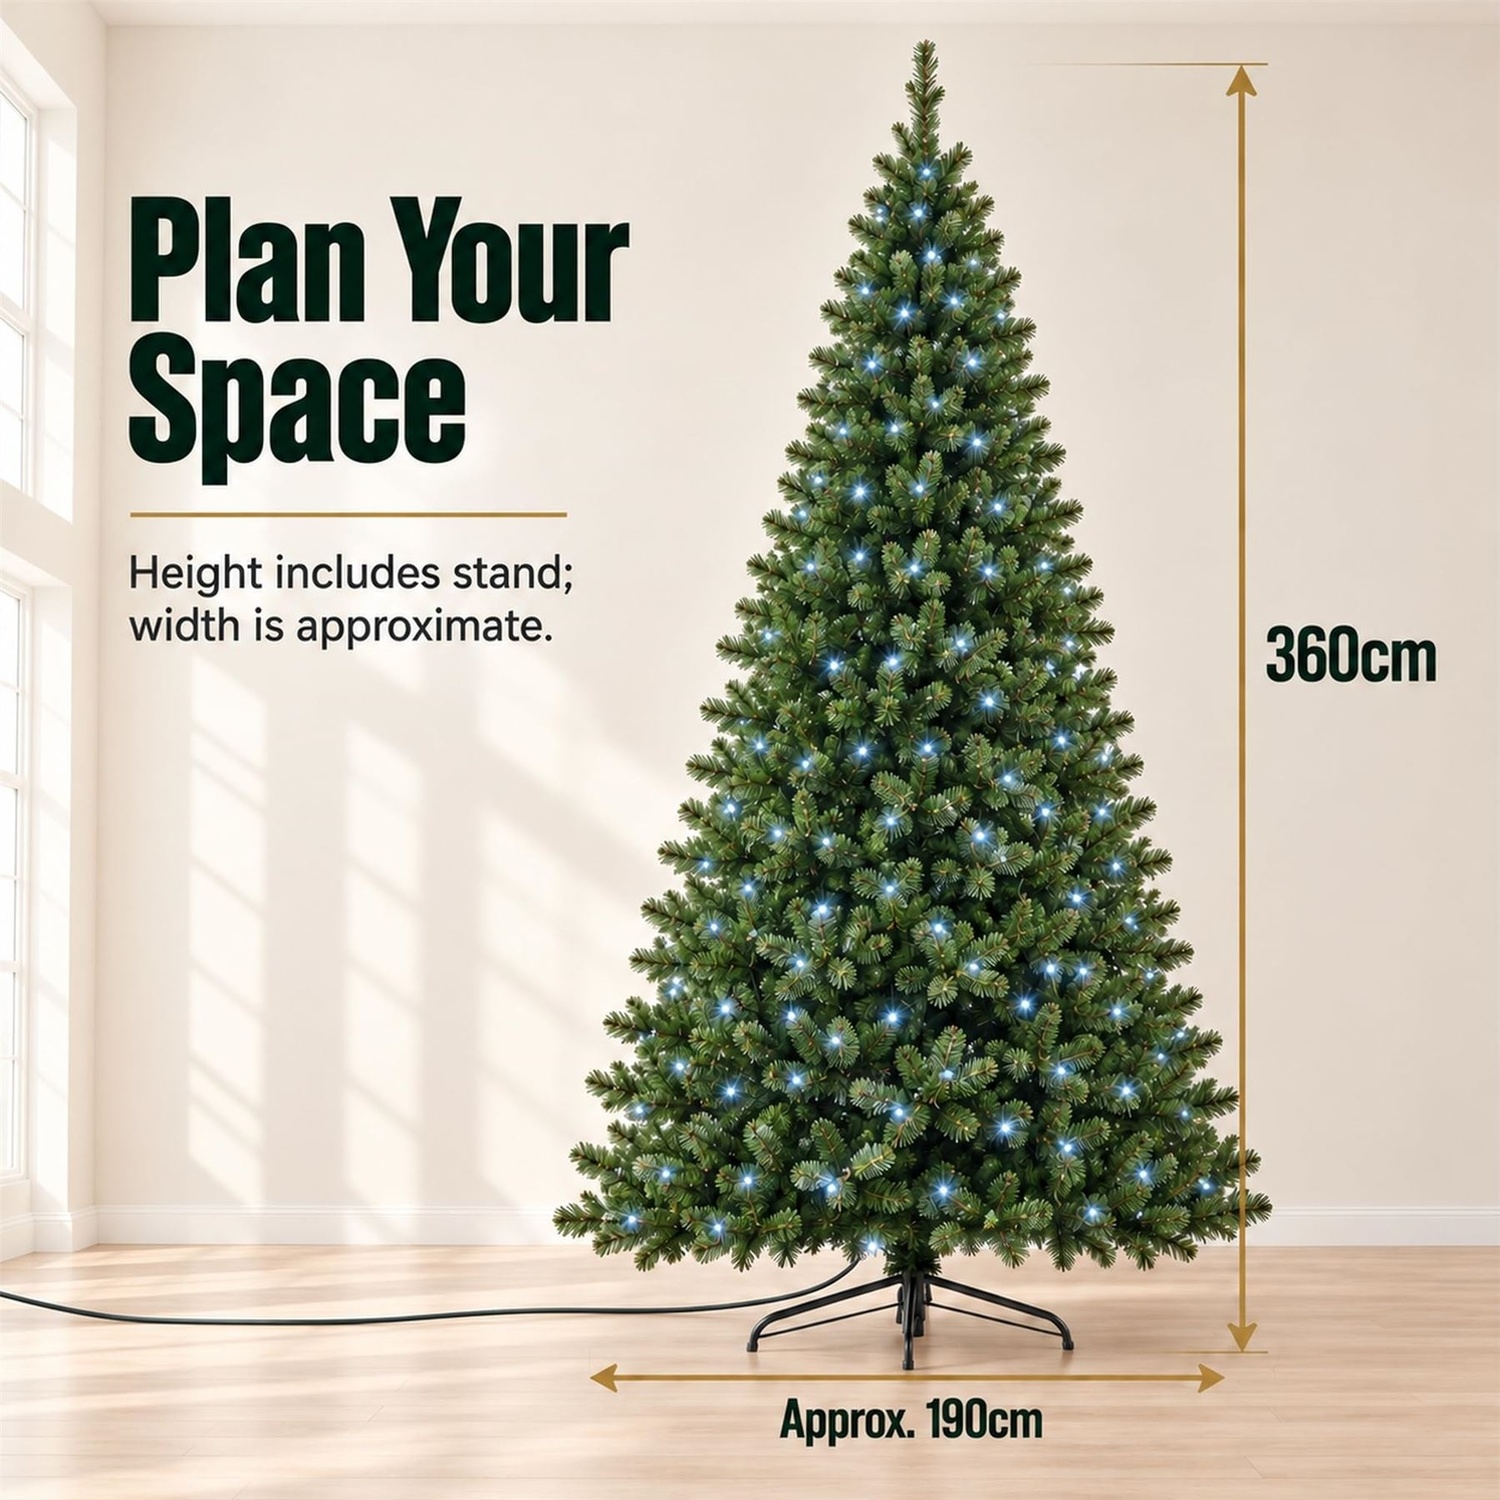 Plan Your
Space
Height includes stand;
width is approximate.
360cm
Approx. 190cm